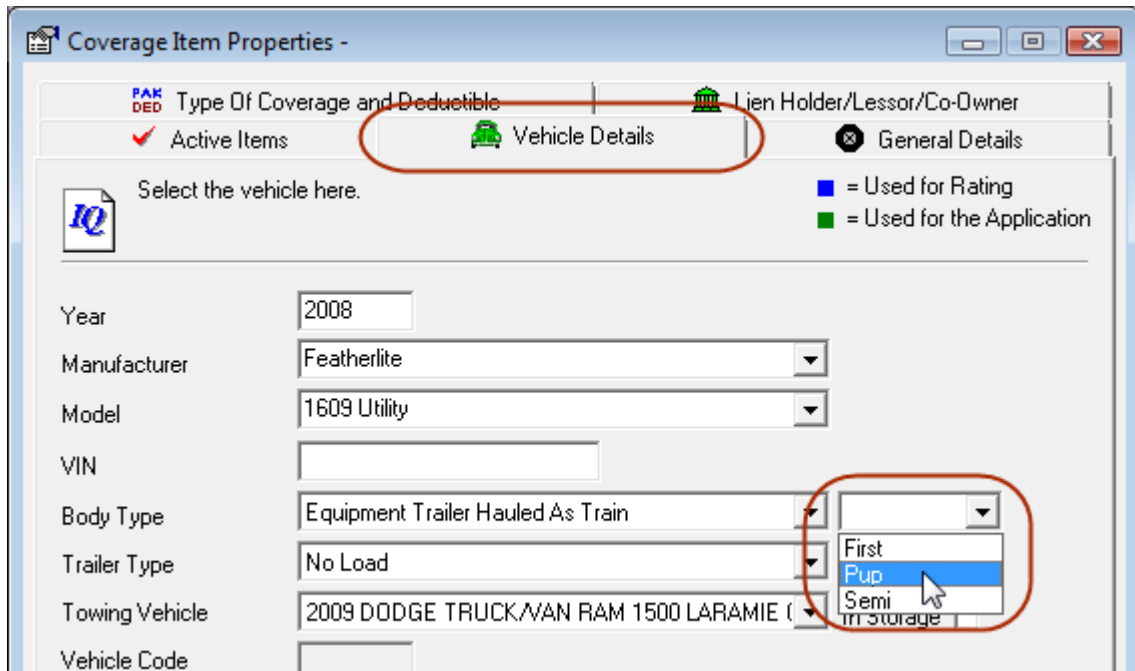 Coverage Item Properties -
PAK DED Type Of Coverage and Deductible Lien Holder/Lessor/Co-Owner
Active Items Vehicle Details General Details
IQ Select the vehicle here. = Used for Rating
= Used for the Application
Year 2008
Manufacturer Featherlite
Model 1609 Utility
VIN
Body Type Equipment Trailer Hauled As Train
First
Trailer Type No Load Pup
Semi
Towing Vehicle 2009 DODGE TRUCK/VAN RAM 1500 LARAMIE ( In Storage
Vehicle Code